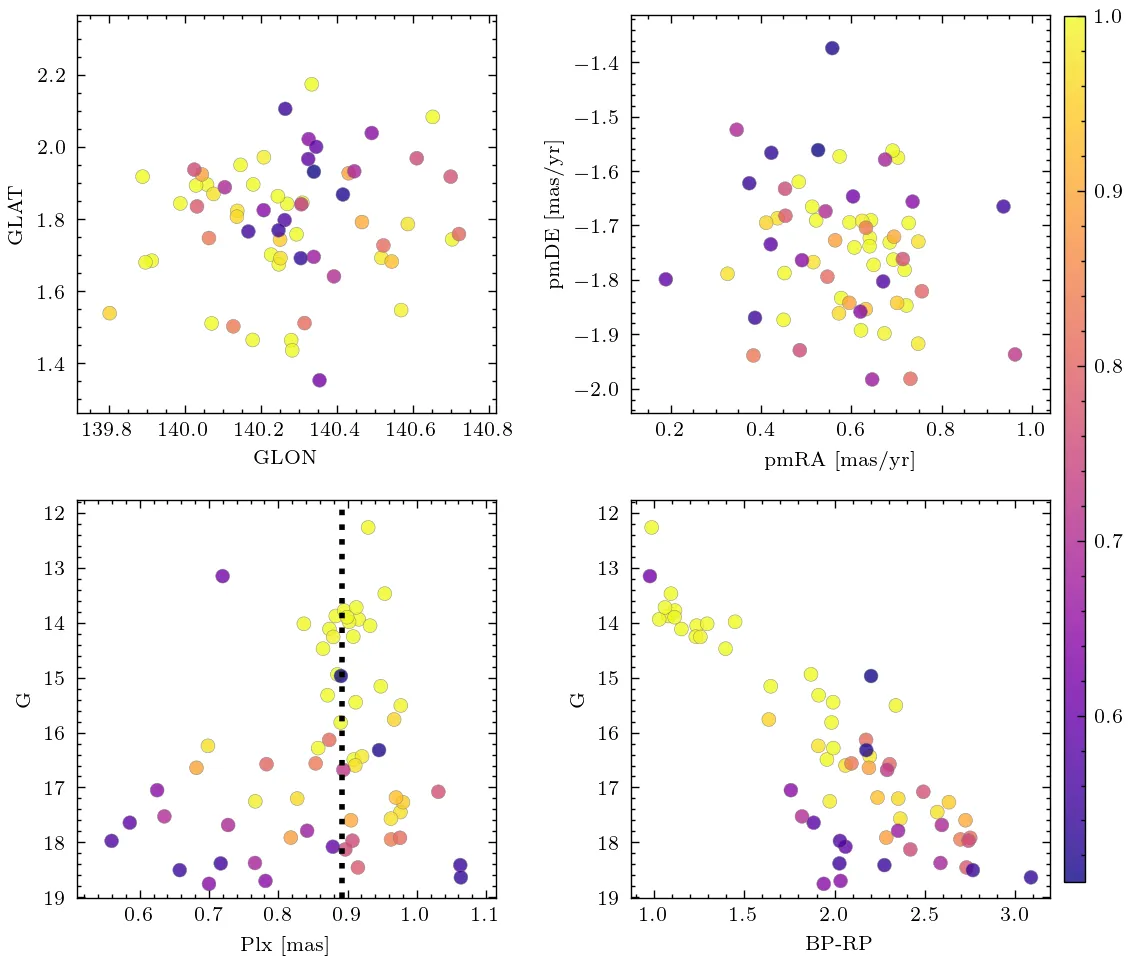 2.2
2.0
1.8
1.6
1.4
GLAT
139.8 140.0 140.2 140.4 140.6 140.8
GLON
−1.4
−1.5
−1.6
−1.7
−1.8
−1.9
−2.0
pmDE [mas/yr]
0.2 0.4 0.6 0.8 1.0
pmRA [mas/yr]
1.0
0.9
0.8
0.7
0.6
12
13
14
15
16
17
18
19
G
0.6 0.7 0.8 0.9 1.0 1.1
Plx [mas]
12
13
14
15
16
17
18
19
G
1.0 1.5 2.0 2.5 3.0
BP-RP